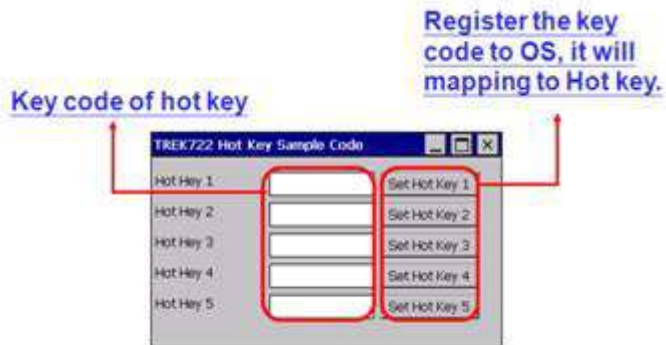 Register the key
code to OS, it will
mapping to Hot key.
Key code of hot key
TREK722 Hot Key Sample Code
Hot Hey 1
Set Hot Key 1
Hot Hey 2
Set Hot Key 2
Hot Hey 3
Set Hot Key 3
Hot Hey 4
Set Hot Key 4
Hot Hey 5
Set Hot Key 5